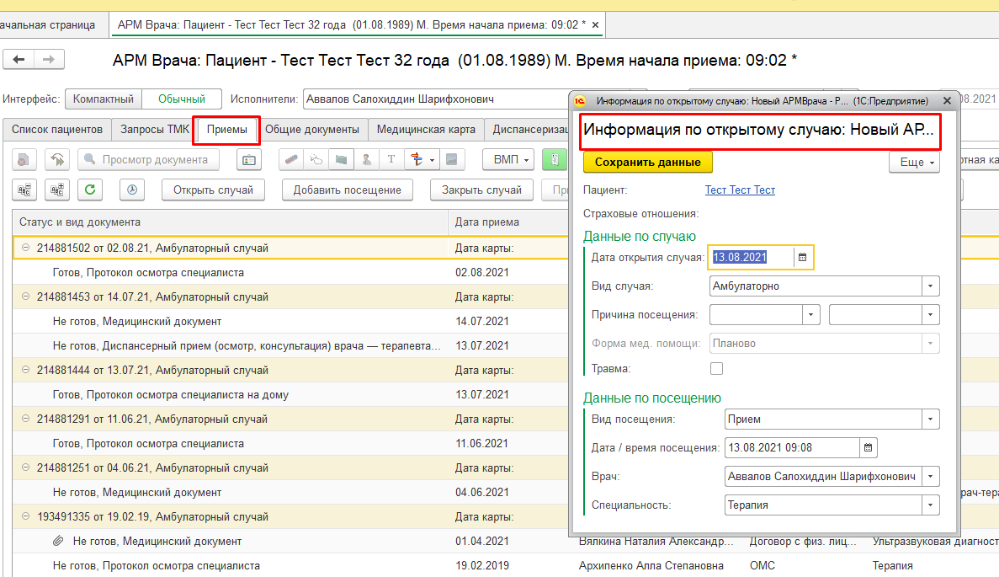 ачальная страница
АРМ Врача: Пациент - Тест Тест Тест 32 года (01.08.1989) М. Время начала приема: 09:02 * ×
АРМ Врача: Пациент - Тест Тест Тест 32 года (01.08.1989) М. Время начала приема: 09:02 *
Интерфейс: Компактный Обычный Исполнители: Аввалов Салохиддин Шарифхонович
08.2021
Список пациентов Запросы ТМК Приемы Общие документы Медицинская карта Диспансеризац
Просмотр документа Т ВМП
Открыть случай Добавить посещение Закрыть случай При
Статус и вид документа Дата приема
214881502 от 02.08.21, Амбулаторный случай Дата карты:
Готов, Протокол осмотра специалиста 02.08.2021
214881453 от 14.07.21, Амбулаторный случай Дата карты:
Не готов, Медицинский документ 14.07.2021
Не готов, Диспансерный прием (осмотр, консультация) врача — терапевта... 13.07.2021
214881444 от 13.07.21, Амбулаторный случай Дата карты:
Готов, Протокол осмотра специалиста на дому 13.07.2021
214881291 от 11.06.21, Амбулаторный случай Дата карты:
Готов, Протокол осмотра специалиста 11.06.2021
214881251 от 04.06.21, Амбулаторный случай Дата карты:
Не готов, Медицинский документ 04.06.2021
193491335 от 19.02.19, Амбулаторный случай Дата карты:
Не готов, Медицинский документ 01.04.2021 Вялкина Наталия Александр... Договор с физ. лиц... Ультразвуковая диагност
Не готов, Протокол осмотра специалиста 19.02.2019 Архипенко Алла Степановна ОМС Терапия
Информация по открытому случаю: Новый АРМВрача - Р... (1С:Предприятие) ×
Информация по открытому случаю: Новый АР...
Сохранить данные Еще
Пациент: Тест Тест Тест
Страховые отношения:
Данные по случаю
Дата открытия случая: 13.08.2021
Вид случая: Амбулаторно
Причина посещения:
Форма мед. помощи: Планово
Травма:
Данные по посещению
Вид посещения: Прием
Дата / время посещения: 13.08.2021 09:08
Врач: Аввалов Салохиддин Шарифхонович
Специальность: Терапия